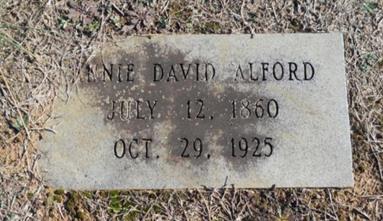 DAVID ALFORD
JULY 12, 1860
OCT. 29, 1925